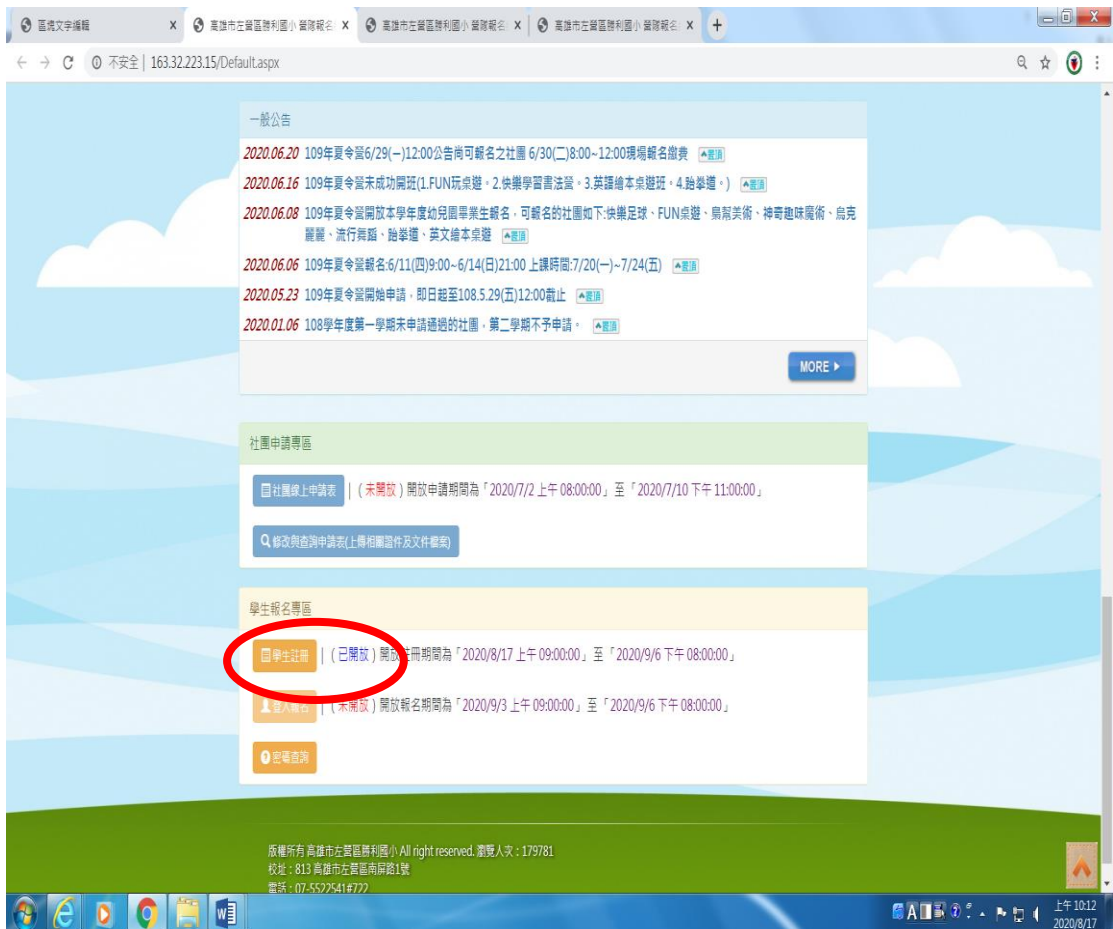 區塊文字編輯
高雄市左營區勝利國小 營隊報名
高雄市左營區勝利國小 營隊報名
高雄市左營區勝利國小 營隊報名
不安全 | 163.32.223.15/Default.aspx
一般公告
2020.06.20 109年夏令營6/29(一)12:00公告尚可報名之社團 6/30(二)8:00~12:00現場報名繳費 置頂
2020.06.16 109年夏令營未成功開班(1.FUN玩桌遊。2.快樂學習書法營。3.英語繪本桌遊班。4.跆拳道。) 置頂
2020.06.08 109年夏令營開放本學年度幼兒園畢業生報名，可報名的社團如下:快樂足球、FUN桌遊、鳥幫美術、神奇趣味魔術、烏克
麗麗、流行舞蹈、跆拳道、英文繪本桌遊 置頂
2020.06.06 109年夏令營報名:6/11(四)9:00~6/14(日)21:00 上課時間:7/20(一)~7/24(五) 置頂
2020.05.23 109年夏令營開始申請，即日起至108.5.29(五)12:00截止 置頂
2020.01.06 108學年度第一學期未申請通過的社團，第二學期不予申請。 置頂
MORE
社團申請專區
社團線上申請表 | ( 未開放 ) 開放申請期間為「2020/7/2 上午 08:00:00」至「2020/7/10 下午 11:00:00」
修改與查詢申請表(上傳相關證件及文件檔案)
學生報名專區
學生註冊 | ( 已開放 ) 開放註冊期間為「2020/8/17 上午 09:00:00」至「2020/9/6 下午 08:00:00」
登入報名 | ( 未開放 ) 開放報名期間為「2020/9/3 上午 09:00:00」至「2020/9/6 下午 08:00:00」
密碼查詢
版權所有 高雄市左營區勝利國小 All right reserved. 瀏覽人次 : 179781
校址 : 813 高雄市左營區南屏路1號
電話 : 07-5522541#722
上午 10:12
2020/8/17